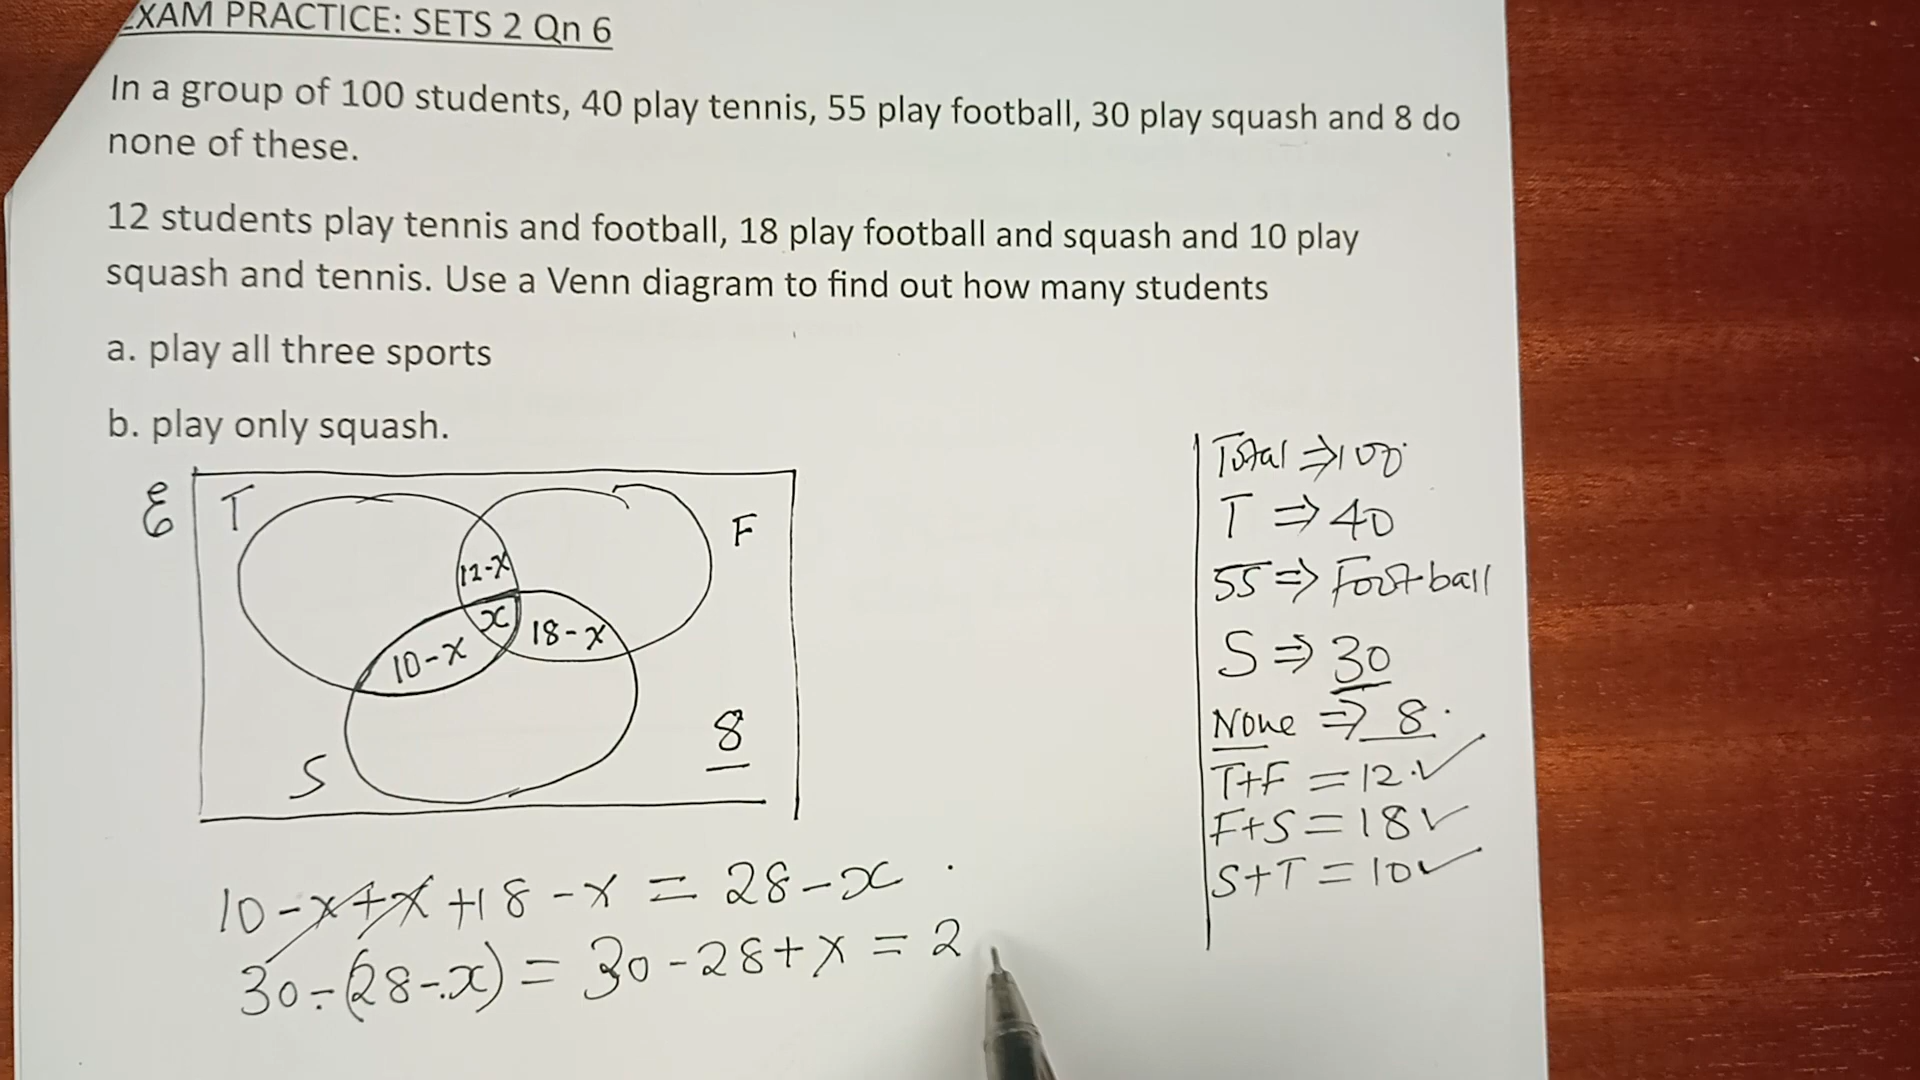 EXAM PRACTICE: SETS 2 Qn 6
In a group of 100 students, 40 play tennis, 55 play football, 30 play squash and 8 do
none of these.
12 students play tennis and football, 18 play football and squash and 10 play
squash and tennis. Use a Venn diagram to find out how many students
a. play all three sports
b. play only squash.
ℰ T F
12-x
x 18-x
10-x
8
S
Total ⇒ 100
T ⇒ 40
55 ⇒ Football
S ⇒ 30
None ⇒ 8
T+F = 12 ✓
F+S = 18 ✓
S+T = 10 ✓
10-x+x+18-x = 28-x
30-(28-x) = 30-28+x = 2